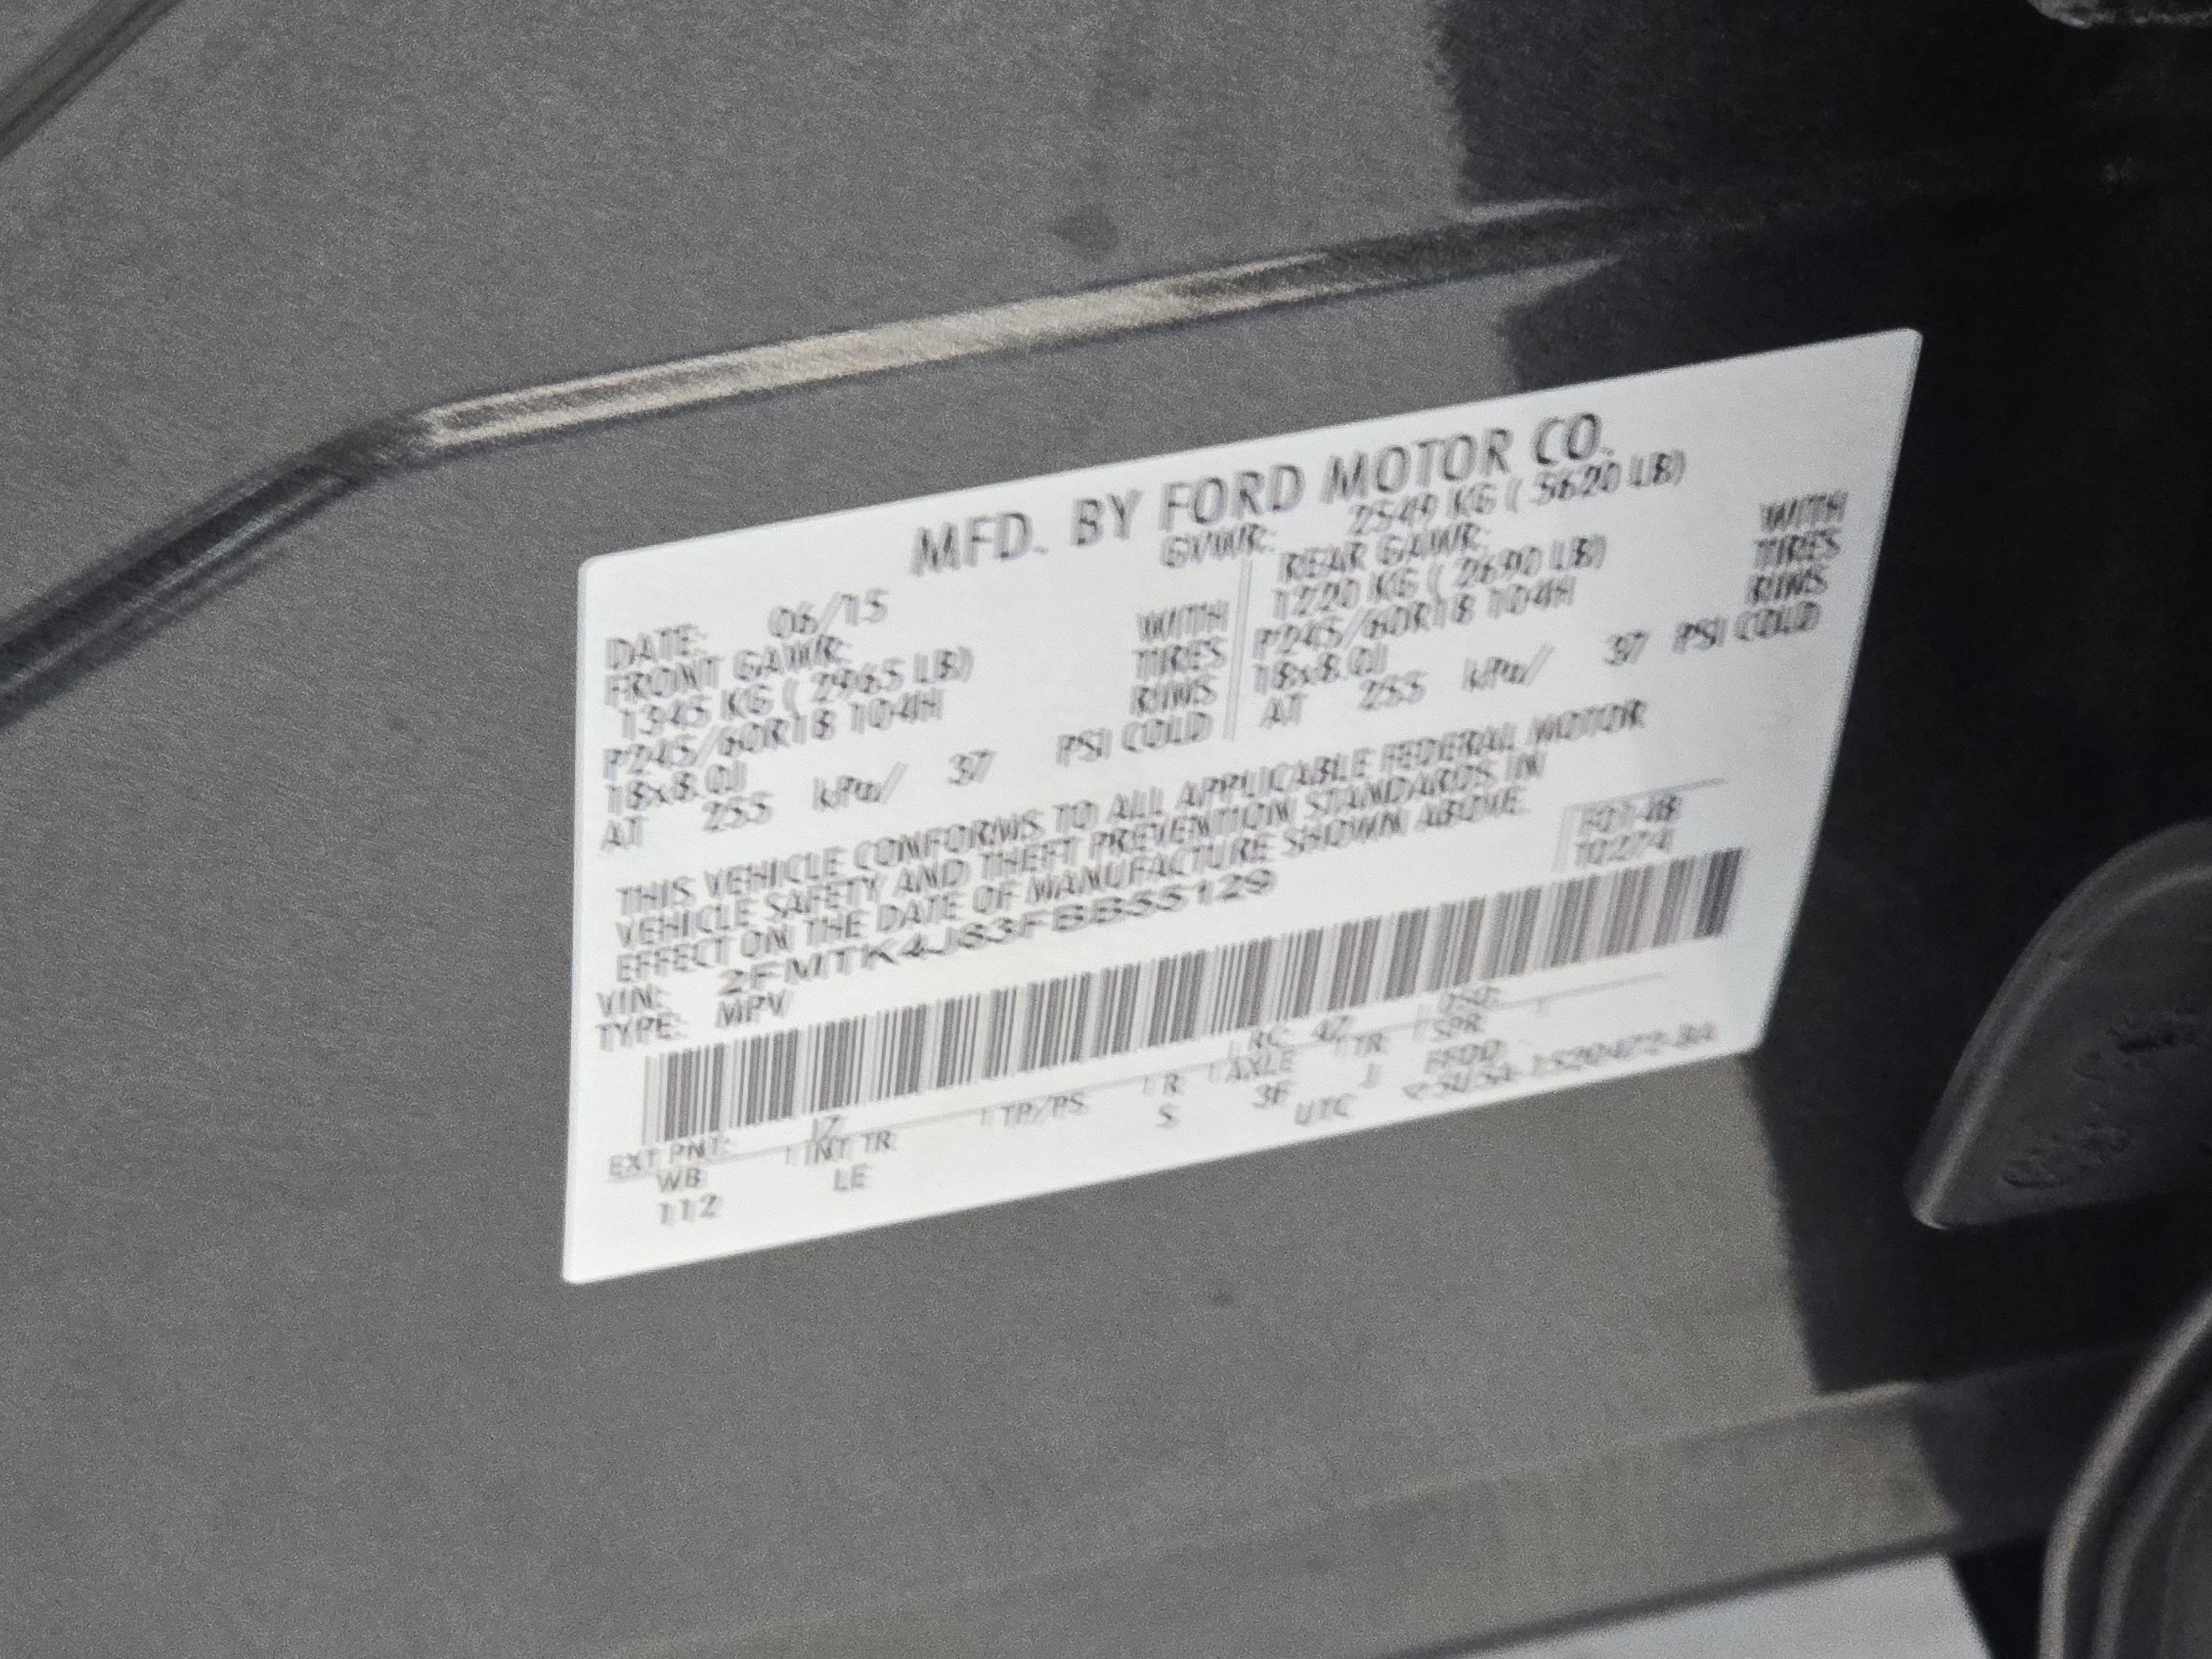 MFD. BY FORD MOTOR CO.
DATE: 06/15
GVWR: 2549 KG ( 5620 LB)
FRONT GAWR:
1345 KG ( 2965 LB) WITH
P245/60R18 104H TIRES
18x8.0J RIMS
AT 255 kPa/ 37 PSI COLD
REAR GAWR:
1220 KG ( 2690 LB) WITH
P245/60R18 104H TIRES
18x8.0J RIMS
AT 255 kPa/ 37 PSI COLD
THIS VEHICLE CONFORMS TO ALL APPLICABLE FEDERAL MOTOR
VEHICLE SAFETY AND THEFT PREVENTION STANDARDS IN
EFFECT ON THE DATE OF MANUFACTURE SHOWN ABOVE.
VIN: 2FMTK4J83FBB55129
TYPE: MPV
10274
EXT PNT: RC: 47
WB INT TR TP/PS R AXLE TR SPR
112 LE S 3F J
UTC